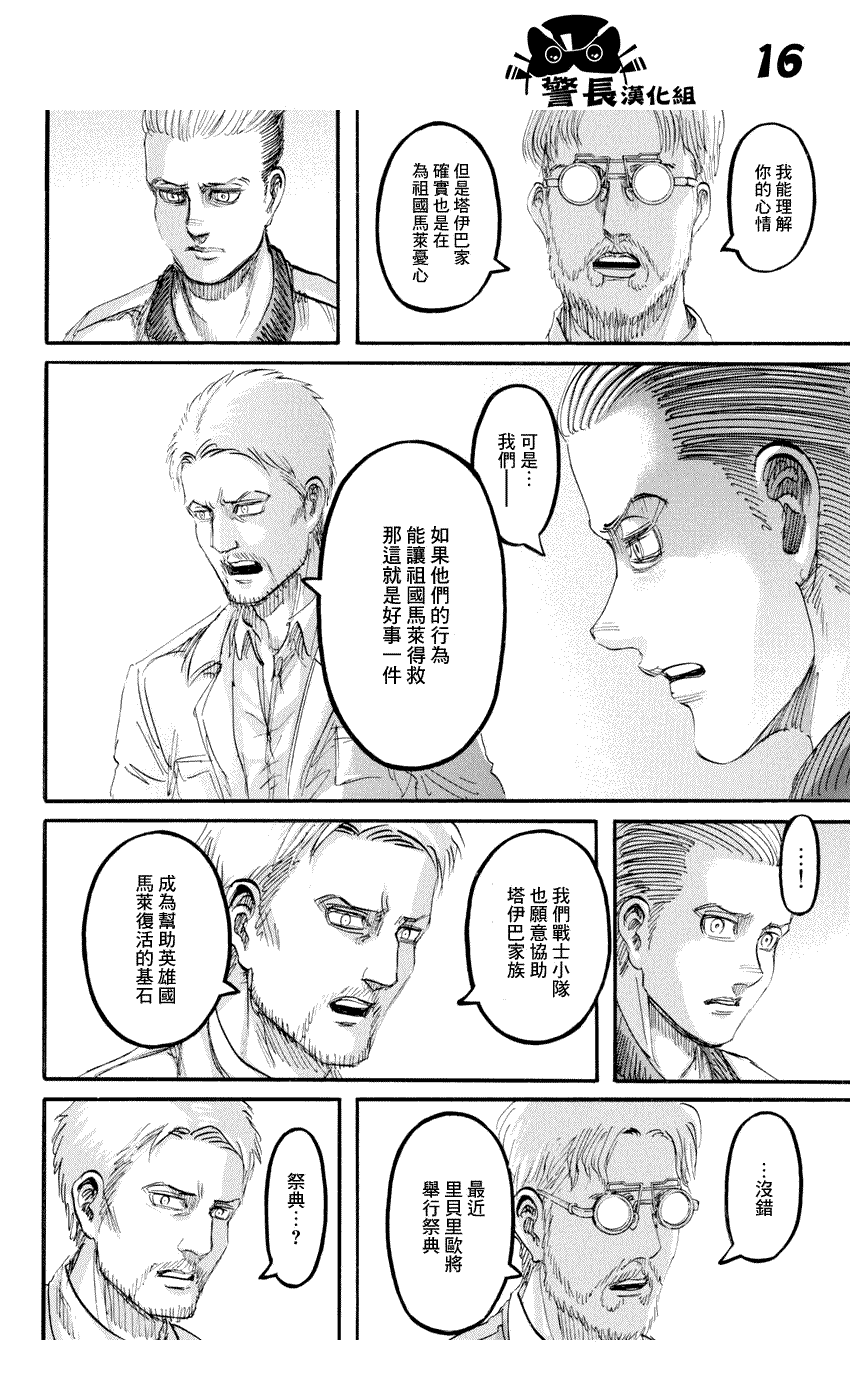 警長漢化組
16
我能理解
你的心情
但是塔伊巴家
確實也是在
為祖國馬萊憂心
可是…
我們——
如果他們的行為
能讓祖國馬萊得救
那這就是好事一件
…！
我們戰士小隊
也願意協助
塔伊巴家族
成為幫助英雄國
馬萊復活的基石
…沒錯
最近
里貝里歐將
舉行祭典
祭典…？